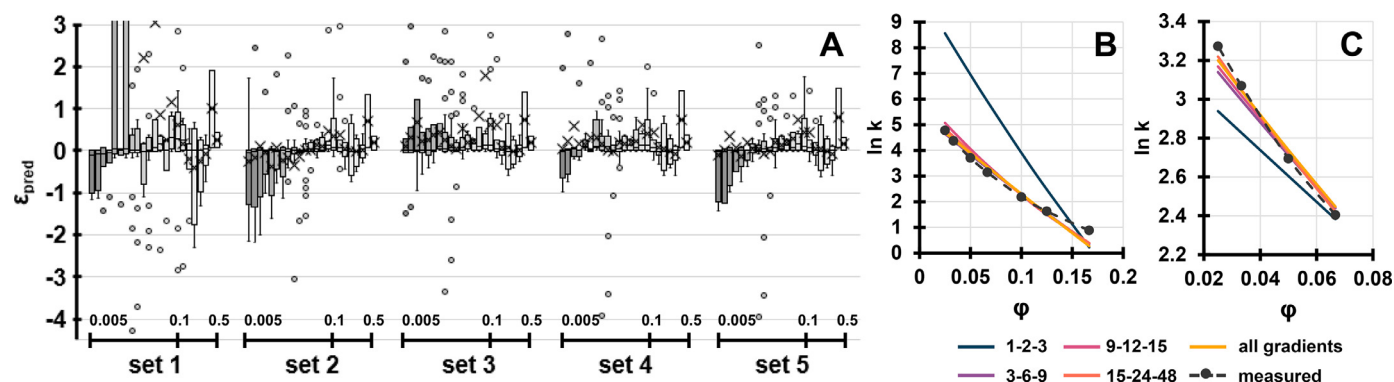 3
2
1
0
-1
-2
-3
-4
εpred
A
0.005 0.1 0.5
0.005 0.1 0.5
0.005 0.1 0.5
0.005 0.1 0.5
0.005 0.1 0.5
set 1 set 2 set 3 set 4 set 5
B
9
8
7
6
5
4
3
2
1
0
ln k
0 0.05 0.1 0.15 0.2
φ
C
3.4
3.2
3
2.8
2.6
2.4
2.2
ln k
0.02 0.04 0.06 0.08
φ
1-2-3 9-12-15 all gradients
3-6-9 15-24-48 measured